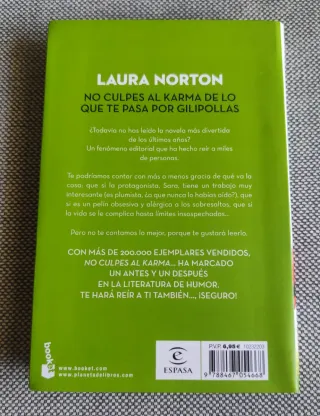 LAURA NORTON
NO CULPES AL KARMA DE LO
QUE TE PASA POR GILIPOLLAS
¿Todavía no has leído la novela más divertida
de los últimos años?
Un fenómeno editorial que ha hecho reír a miles
de personas.
Te podríamos contar con más o menos gracia de qué va la
cosa: que si la protagonista, Sara, tiene un trabajo muy
interesante (es plumista. Lo que nunca lo habías oído?), que
si es un pelín obsesiva y alérgica a los sobresaltos, que si
la vida se le complica hasta límites insospechados...
Pero no te contamos lo mejor, porque te gustará leerlo.
CON MÁS DE 200.000 EJEMPLARES VENDIDOS,
NO CULPES AL KARMA... HA MARCADO
UN ANTES Y UN DESPUÉS
EN LA LITERATURA DE HUMOR.
TE HARÁ REÍR A TI TAMBIÉN..., ¡SEGURO!
P.V.P. 6,95 €
booket
www.booket.com
www.planetadelibros.com
e
ESPASA
9 788467 054668